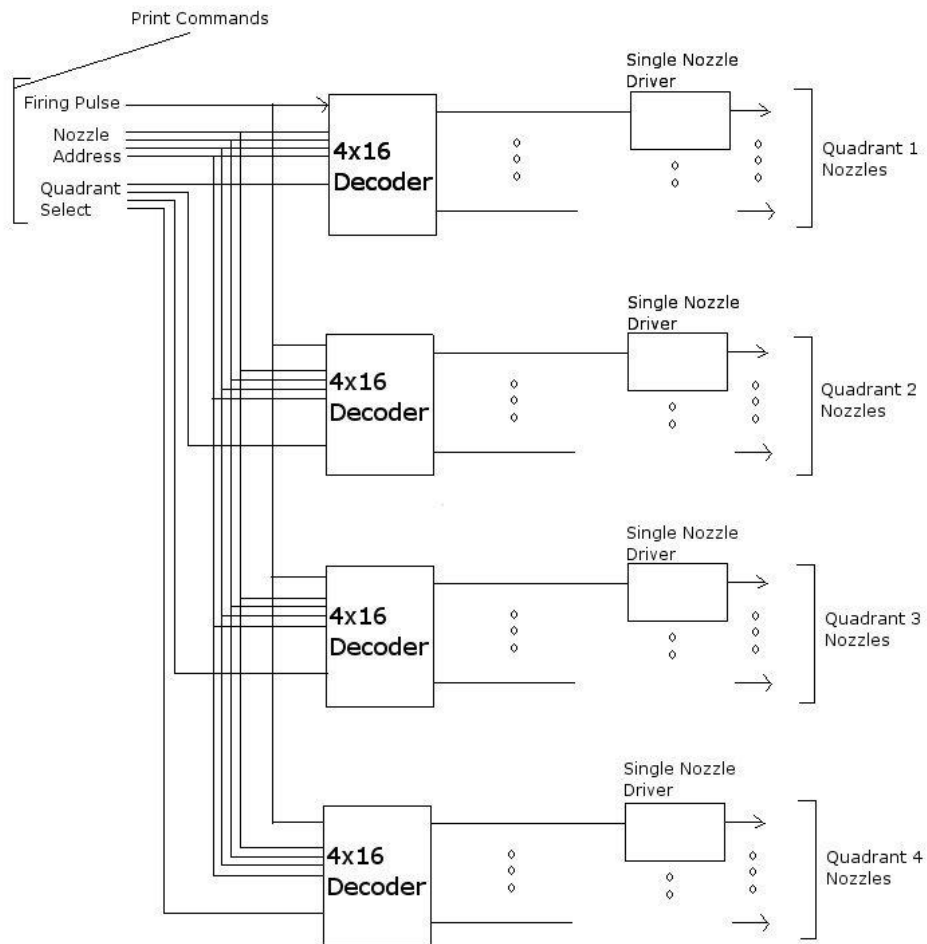 Print Commands
Firing Pulse
Nozzle
Address
Quadrant
Select
4x16
Decoder
Single Nozzle
Driver
Quadrant 1
Nozzles
4x16
Decoder
Single Nozzle
Driver
Quadrant 2
Nozzles
4x16
Decoder
Single Nozzle
Driver
Quadrant 3
Nozzles
4x16
Decoder
Single Nozzle
Driver
Quadrant 4
Nozzles